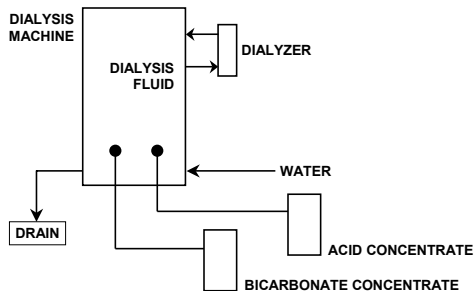 DIALYSIS
MACHINE
DIALYZER
DIALYSIS
FLUID
WATER
DRAIN
ACID CONCENTRATE
BICARBONATE CONCENTRATE